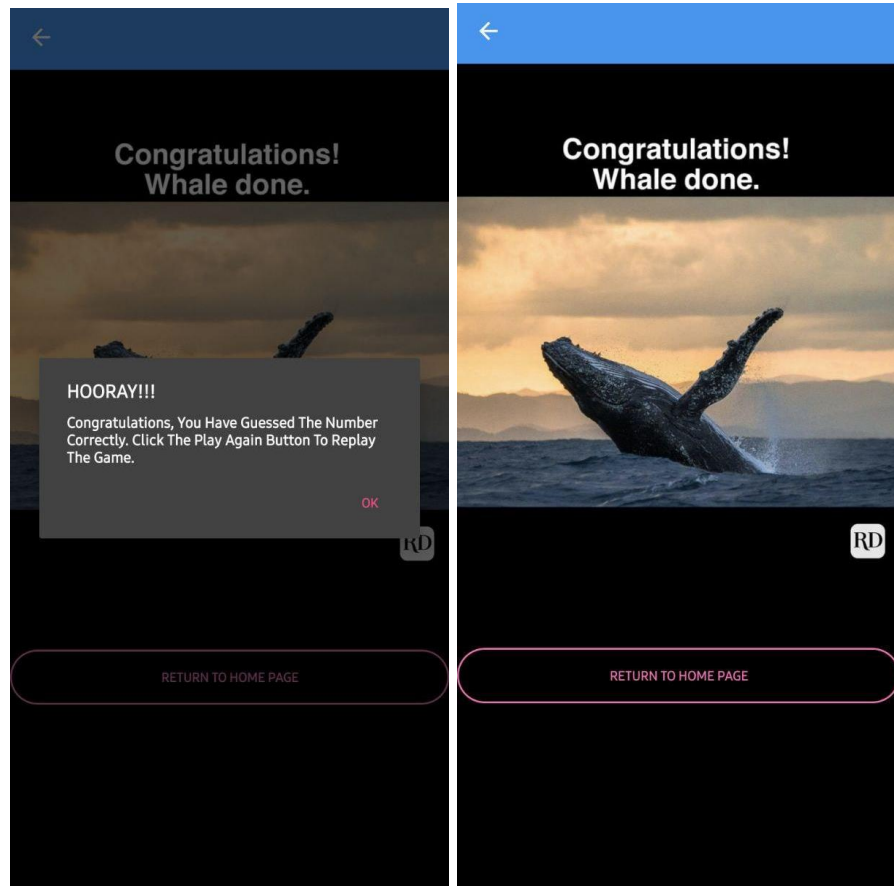 Congratulations!
Whale done.
HOORAY!!!
Congratulations, You Have Guessed The Number
Correctly. Click The Play Again Button To Replay
The Game.
OK
RD
RETURN TO HOME PAGE
Congratulations!
Whale done.
RD
RETURN TO HOME PAGE